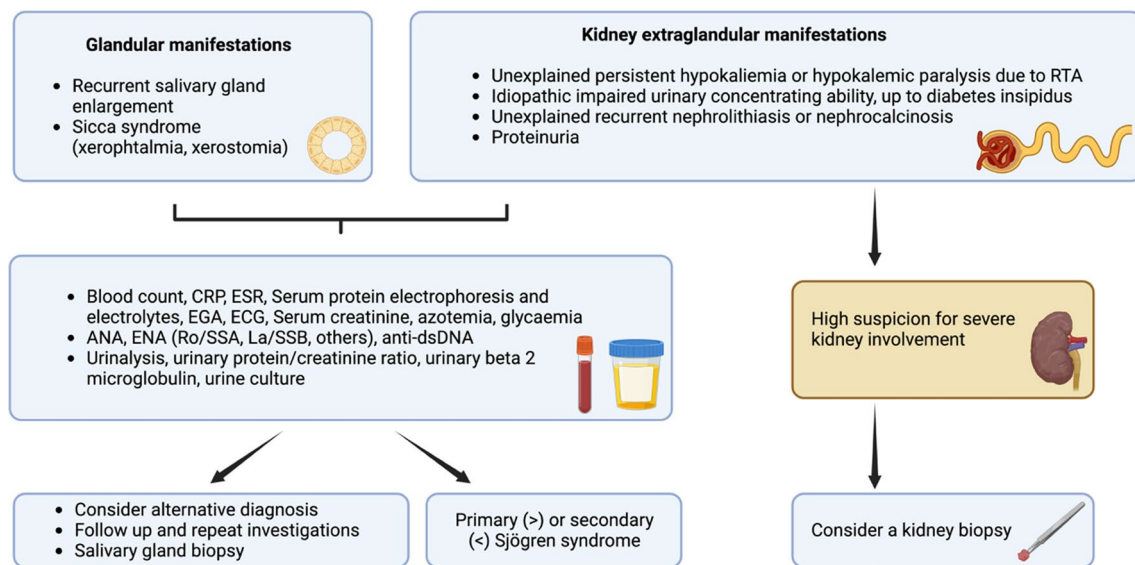 Glandular manifestations
• Recurrent salivary gland
enlargement
• Sicca syndrome
(xerophtalmia, xerostomia)
Kidney extraglandular manifestations
• Unexplained persistent hypokaliemia or hypokalemic paralysis due to RTA
• Idiopathic impaired urinary concentrating ability, up to diabetes insipidus
• Unexplained recurrent nephrolithiasis or nephrocalcinosis
• Proteinuria
• Blood count, CRP, ESR, Serum protein electrophoresis and
electrolytes, EGA, ECG, Serum creatinine, azotemia, glycaemia
• ANA, ENA (Ro/SSA, La/SSB, others), anti-dsDNA
• Urinalysis, urinary protein/creatinine ratio, urinary beta 2
microglobulin, urine culture
High suspicion for severe
kidney involvement
• Consider alternative diagnosis
• Follow up and repeat investigations
• Salivary gland biopsy
Primary (>) or secondary
(<) Sjögren syndrome
Consider a kidney biopsy